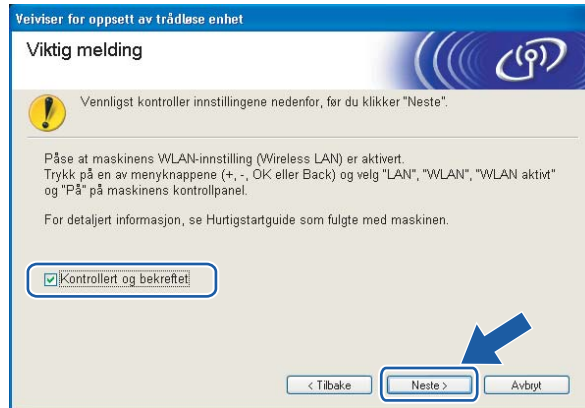 Veiviser for oppsett av trådløse enhet
Viktig melding
Vennligst kontroller innstillingene nedenfor, før du klikker "Neste".
Påse at maskinens WLAN-innstilling (Wireless LAN) er aktivert.
Trykk på en av menyknappene (+, -, OK eller Back) og velg "LAN", "WLAN", "WLAN aktivt"
og "På" på maskinens kontrollpanel.
For detaljert informasjon, se Hurtigstartguide som fulgte med maskinen.
Kontrollert og bekreftet
< Tilbake
Neste >
Avbryt